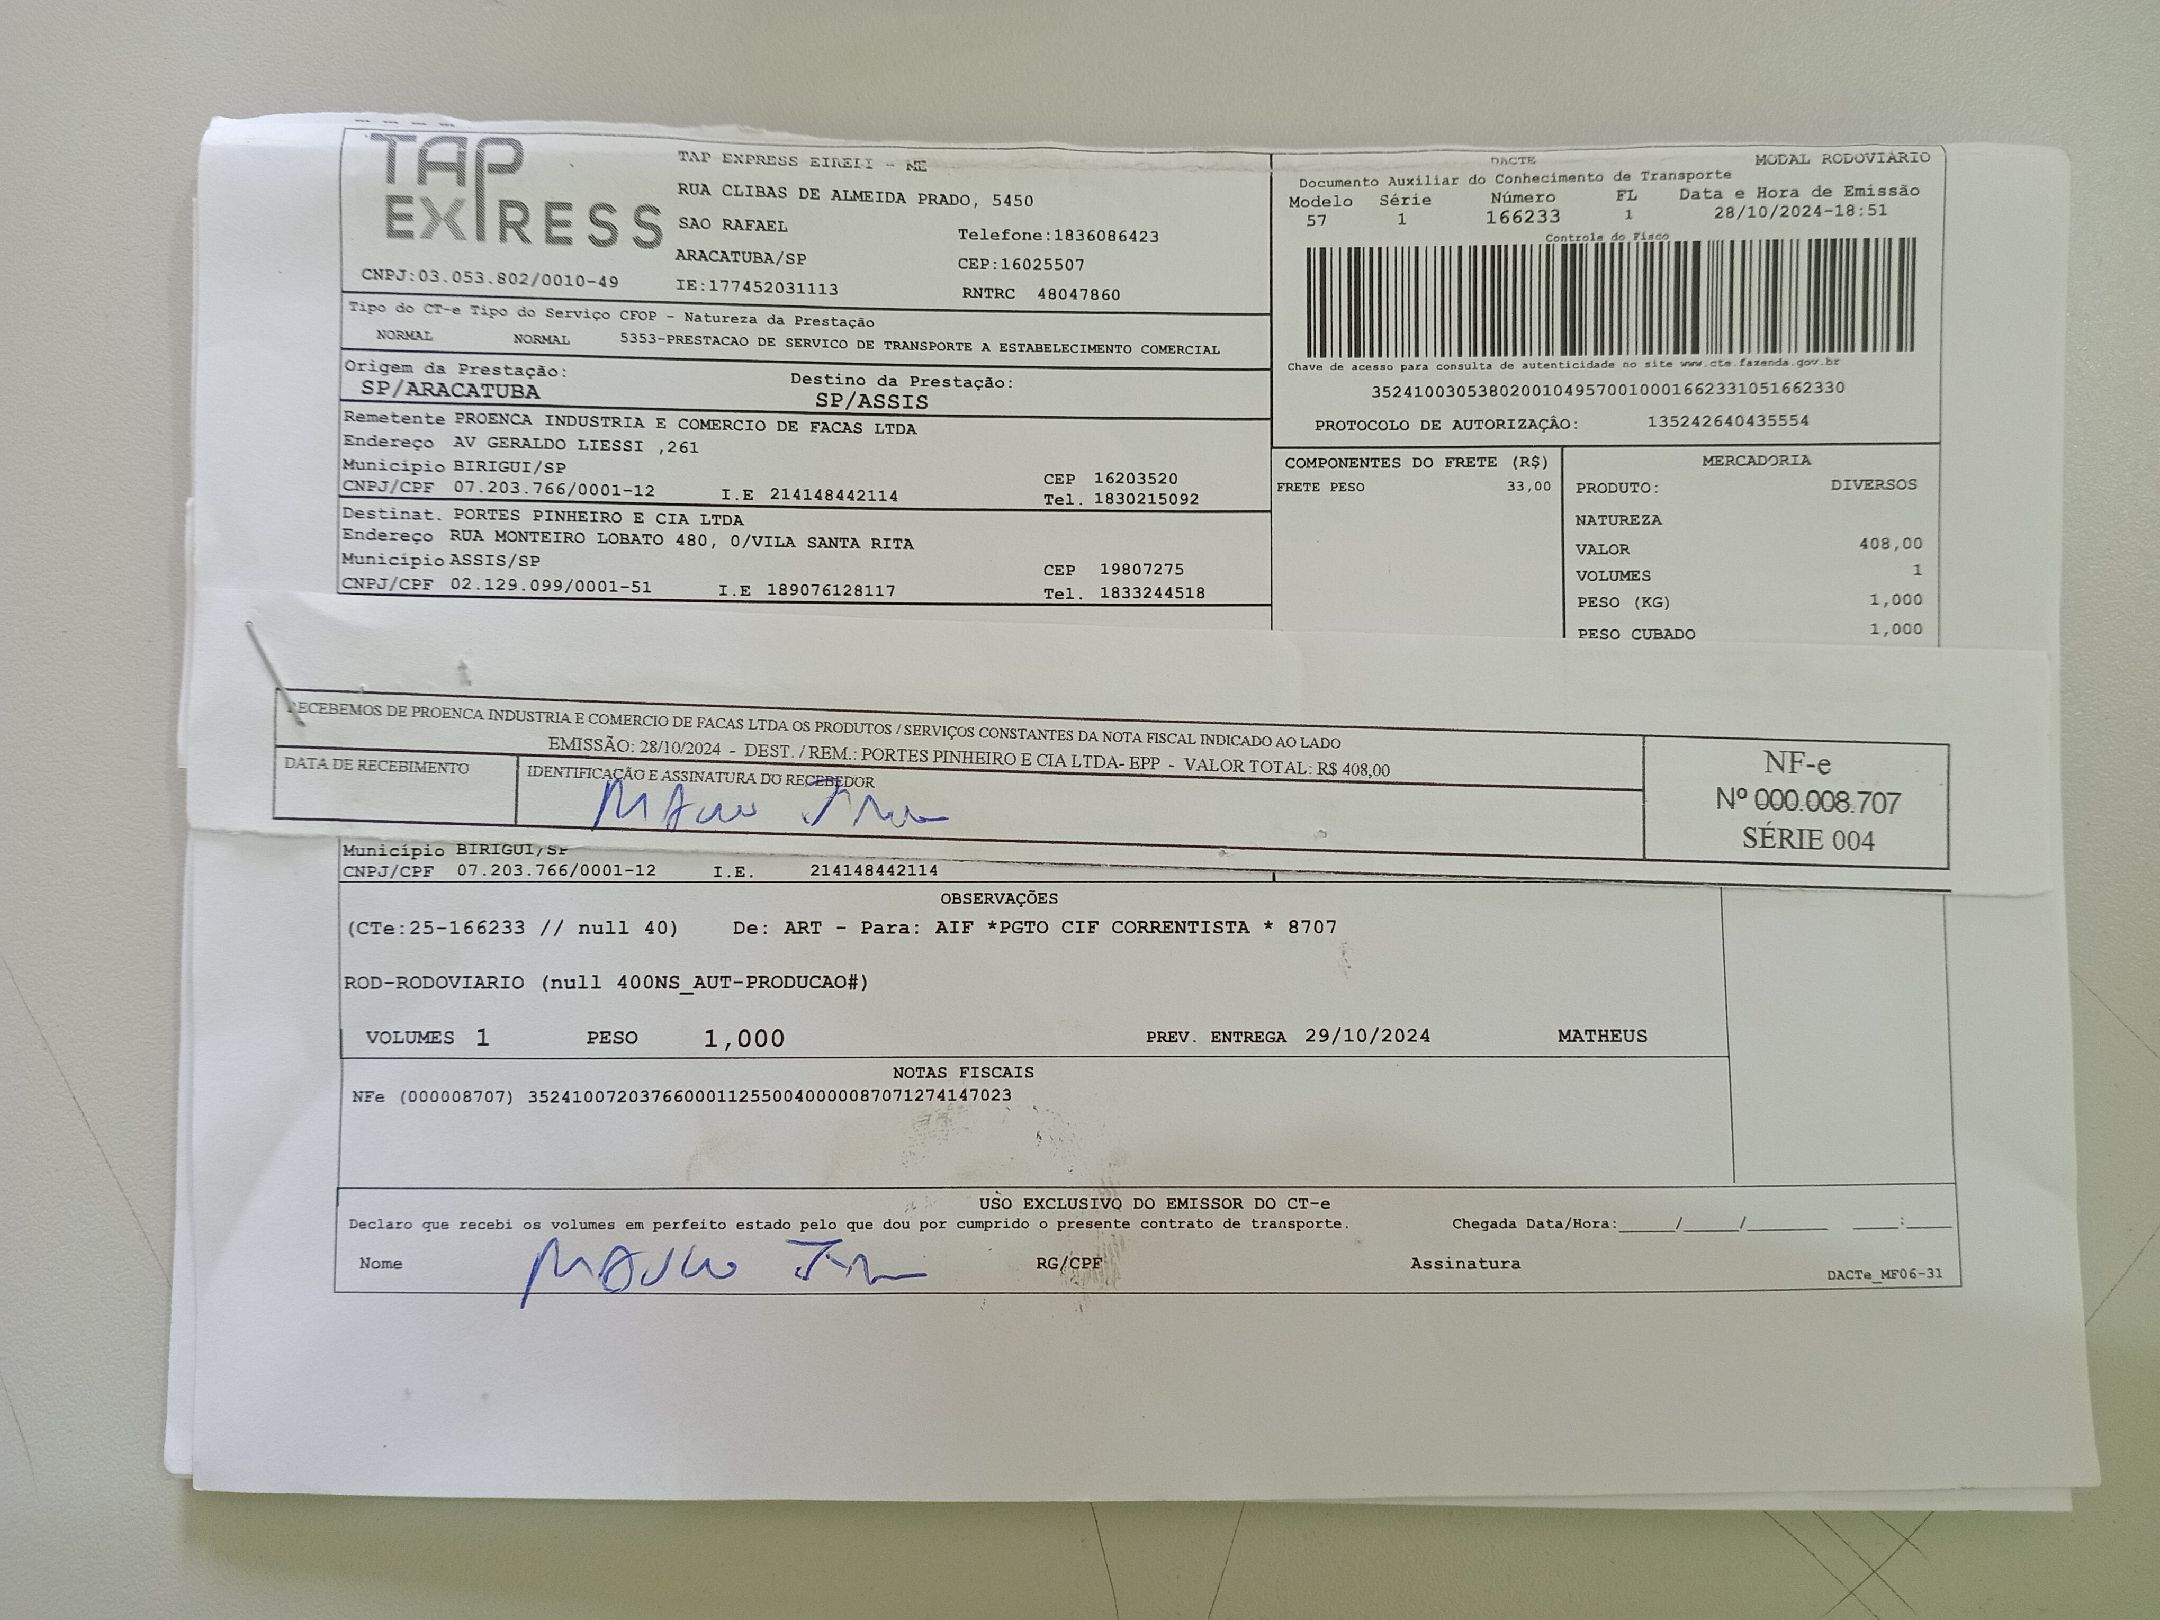 TAP
EXPRESS
CNPJ:03.053.802/0010-49
TAP EXPRESS EIRELI - ME
RUA CLIBAS DE ALMEIDA PRADO, 5450
SAO RAFAEL
Telefone:1836086423
ARACATUBA/SP
CEP:16025507
IE:177452031113
RNTRC 48047860
DACTE
MODAL RODOVIÁRIO
Documento Auxiliar do Conhecimento de Transporte
Modelo Série Número FL Data e Hora de Emissão
57 1 166233 1 28/10/2024-18:51
Controle do Fisco
Chave de acesso para consulta de autenticidade no site www.cte.fazenda.gov.br
35241003053802001049570010001662331051662330
PROTOCOLO DE AUTORIZAÇÂO: 135242640435554
Tipo do CT-e Tipo do Serviço CFOP - Natureza da Prestação
NORMAL NORMAL 5353-PRESTACAO DE SERVICO DE TRANSPORTE A ESTABELECIMENTO COMERCIAL
Origem da Prestação: Destino da Prestação:
SP/ARACATUBA SP/ASSIS
Remetente PROENCA INDUSTRIA E COMERCIO DE FACAS LTDA
Endereço AV GERALDO LIESSI ,261
Município BIRIGUI/SP CEP 16203520
CNPJ/CPF 07.203.766/0001-12 I.E 214148442114 Tel. 1830215092
Destinat. PORTES PINHEIRO E CIA LTDA
Endereço RUA MONTEIRO LOBATO 480, 0/VILA SANTA RITA
Município ASSIS/SP CEP 19807275
CNPJ/CPF 02.129.099/0001-51 I.E 189076128117 Tel. 1833244518
COMPONENTES DO FRETE (R$)
FRETE PESO 33,00
MERCADORIA
PRODUTO: DIVERSOS
NATUREZA
VALOR 408,00
VOLUMES 1
PESO (KG) 1,000
PESO CUBADO 1,000
RECEBEMOS DE PROENCA INDUSTRIA E COMERCIO DE FACAS LTDA OS PRODUTOS / SERVIÇOS CONSTANTES DA NOTA FISCAL INDICADO AO LADO
EMISSÃO: 28/10/2024 - DEST. / REM.: PORTES PINHEIRO E CIA LTDA- EPP - VALOR TOTAL: R$ 408,00
DATA DE RECEBIMENTO
IDENTIFICAÇÃO E ASSINATURA DO RECEBEDOR
NF-e
Nº 000.008.707
SÉRIE 004
Município BIRIGUI/SP
CNPJ/CPF 07.203.766/0001-12 I.E. 214148442114
OBSERVAÇÕES
(CTe:25-166233 // null 40) De: ART - Para: AIF *PGTO CIF CORRENTISTA * 8707
ROD-RODOVIARIO (null 400NS_AUT-PRODUCAO#)
VOLUMES 1 PESO 1,000 PREV. ENTREGA 29/10/2024 MATHEUS
NOTAS FISCAIS
NFe (000008707) 35241007203766000112550040000087071274147023
USO EXCLUSIVO DO EMISSOR DO CT-e
Declaro que recebi os volumes em perfeito estado pelo que dou por cumprido o presente contrato de transporte. Chegada Data/Hora:_____/_____/_______ ____:____
Nome RG/CPF Assinatura
DACTe_MF06-31